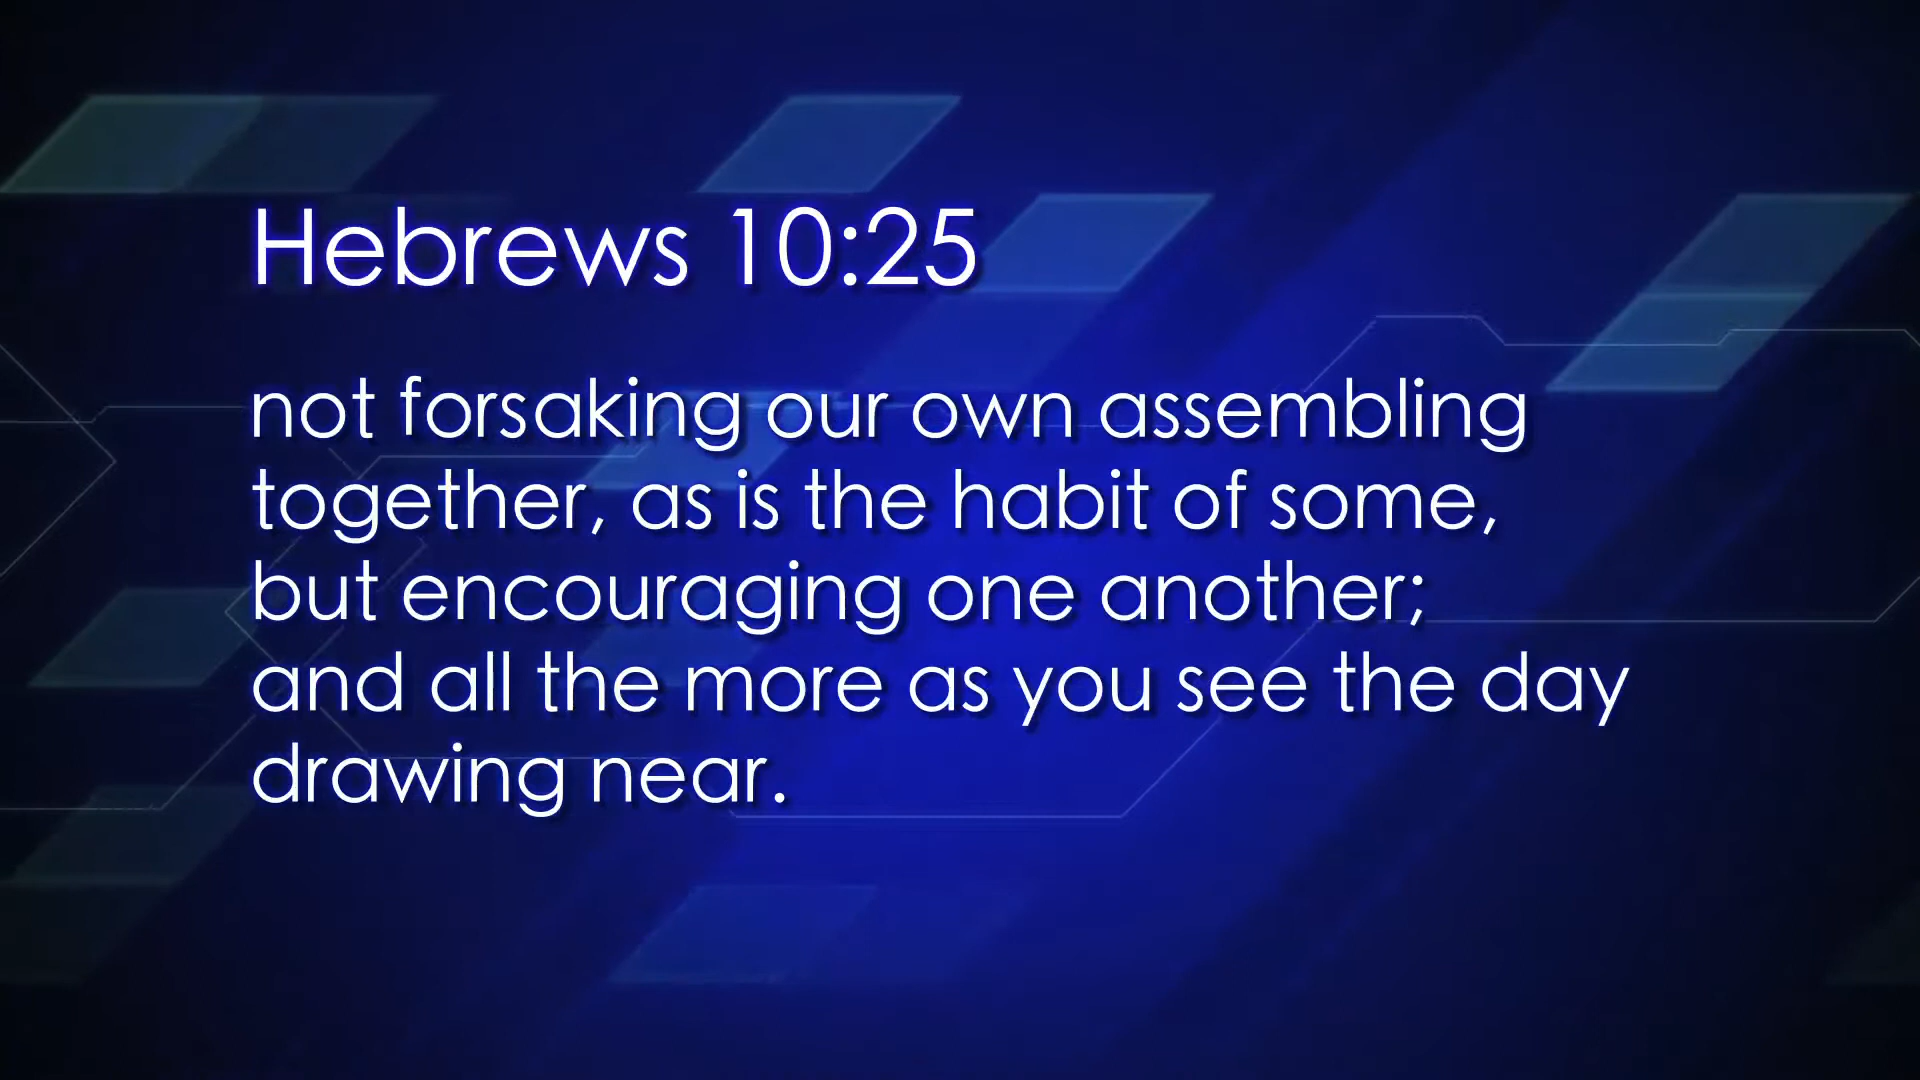 Hebrews 10:25
not forsaking our own assembling
together, as is the habit of some,
but encouraging one another;
and all the more as you see the day
drawing near.